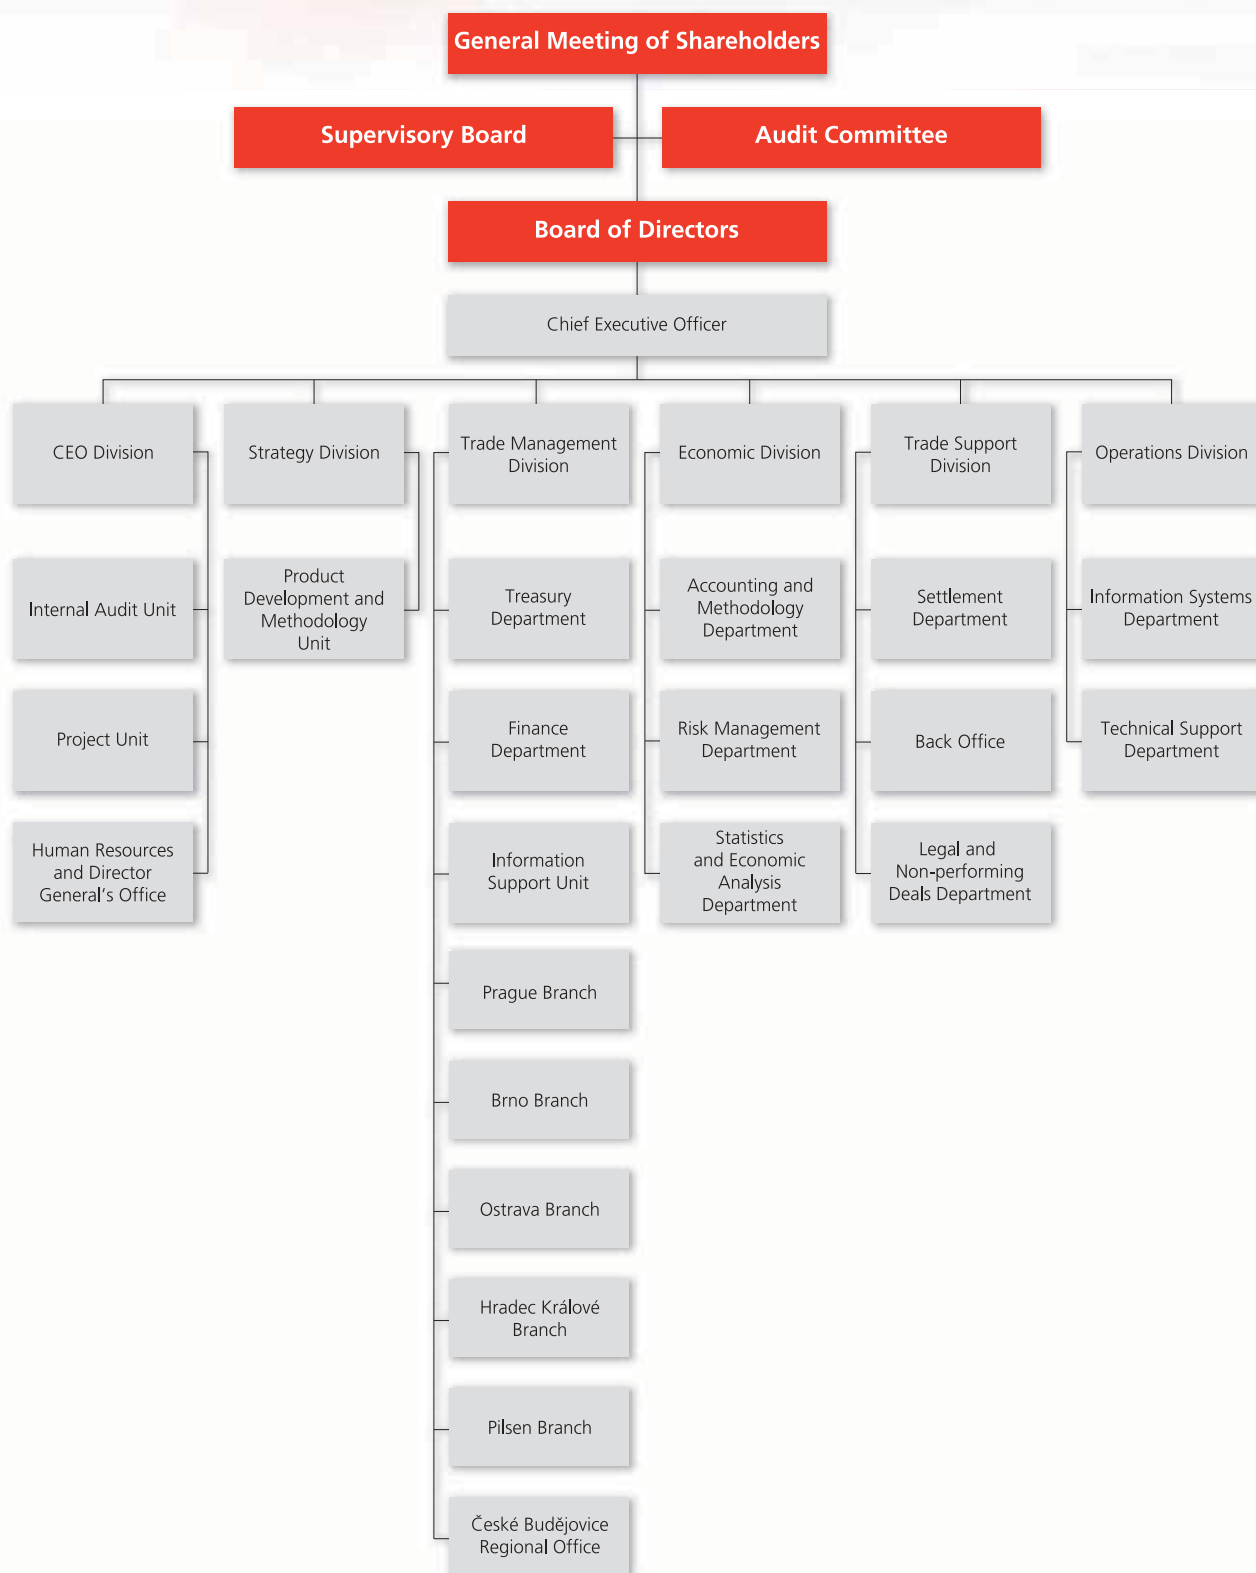 General Meeting of Shareholders
Supervisory Board
Audit Committee
Board of Directors
Chief Executive Officer
CEO Division
Strategy Division
Trade Management
Division
Economic Division
Trade Support
Division
Operations Division
Internal Audit Unit
Product
Development and
Methodology
Unit
Treasury
Department
Accounting and
Methodology
Department
Settlement
Department
Information Systems
Department
Project Unit
Finance
Department
Risk Management
Department
Back Office
Technical Support
Department
Human Resources
and Director
General's Office
Information
Support Unit
Statistics
and Economic
Analysis
Department
Legal and
Non-performing
Deals Department
Prague Branch
Brno Branch
Ostrava Branch
Hradec Králové
Branch
Pilsen Branch
České Budějovice
Regional Office